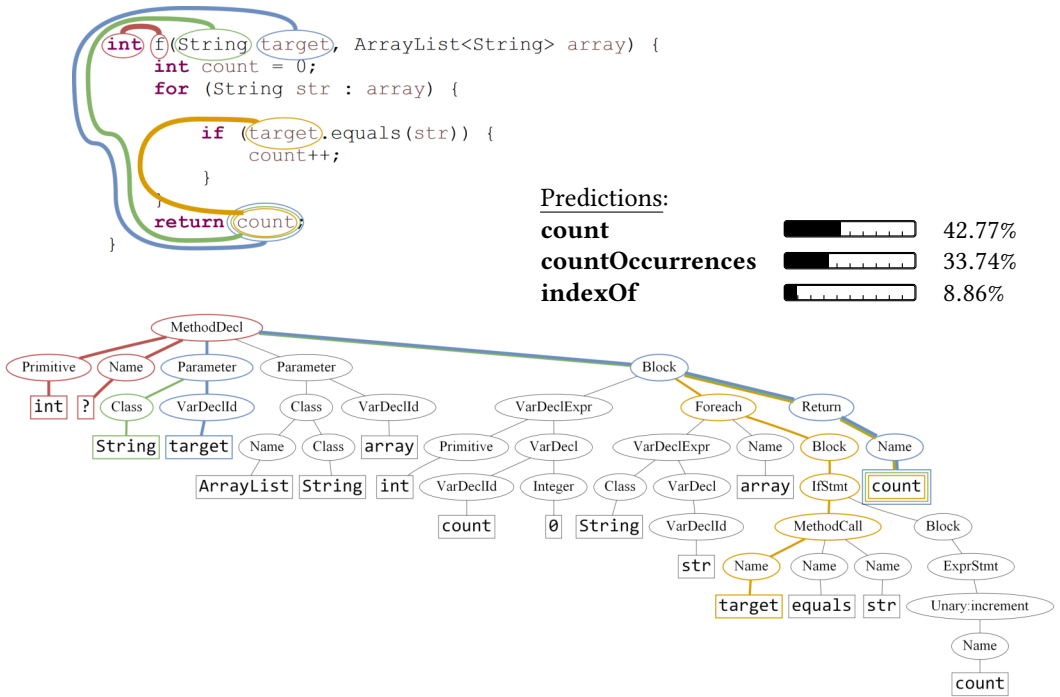 int f(String target, ArrayList<String> array) {
int count = 0;
for (String str : array) {
if (target.equals(str)) {
count++;
}
}
return count;
}
Predictions:
count 42.77%
countOccurrences 33.74%
indexOf 8.86%
MethodDecl
Primitive Name Parameter Parameter Block
int ? Class VarDeclId Class VarDeclId VarDeclExpr Foreach Return
String target Name Class array Primitive VarDecl VarDeclExpr Name Block Name
ArrayList String int VarDeclId Integer Class VarDecl array IfStmt count
count 0 String VarDeclId MethodCall Block
str Name Name Name ExprStmt
target equals str Unary:increment
Name
count